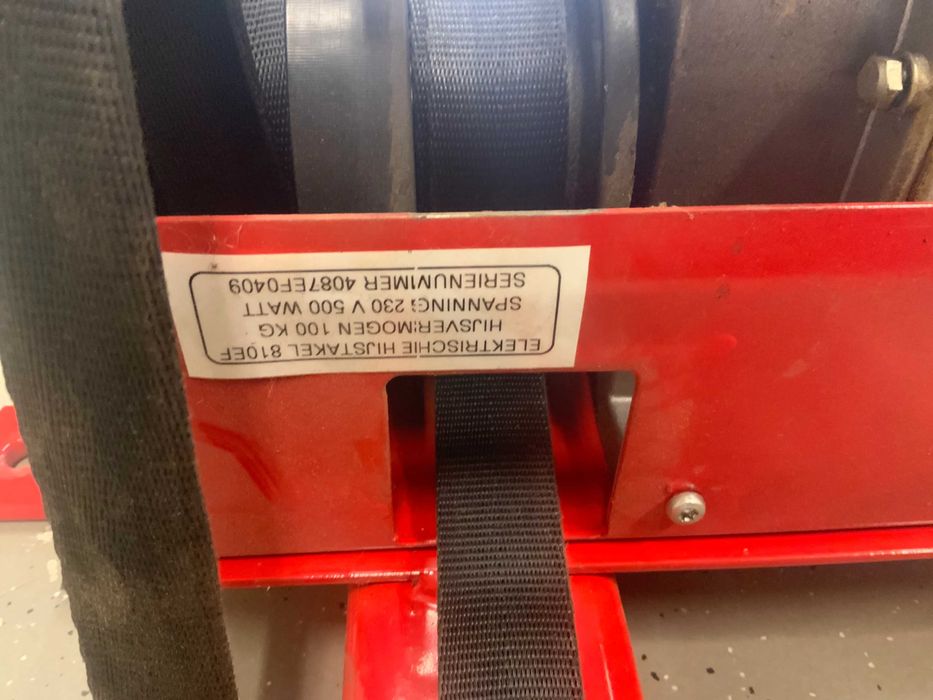 ELEKTRISCHE HIJSTAKEL 810EF
HIJSVERMOGEN 100 KG
SPANNING 230 V 500 WATT
SERIENUMMER 4087EF0409